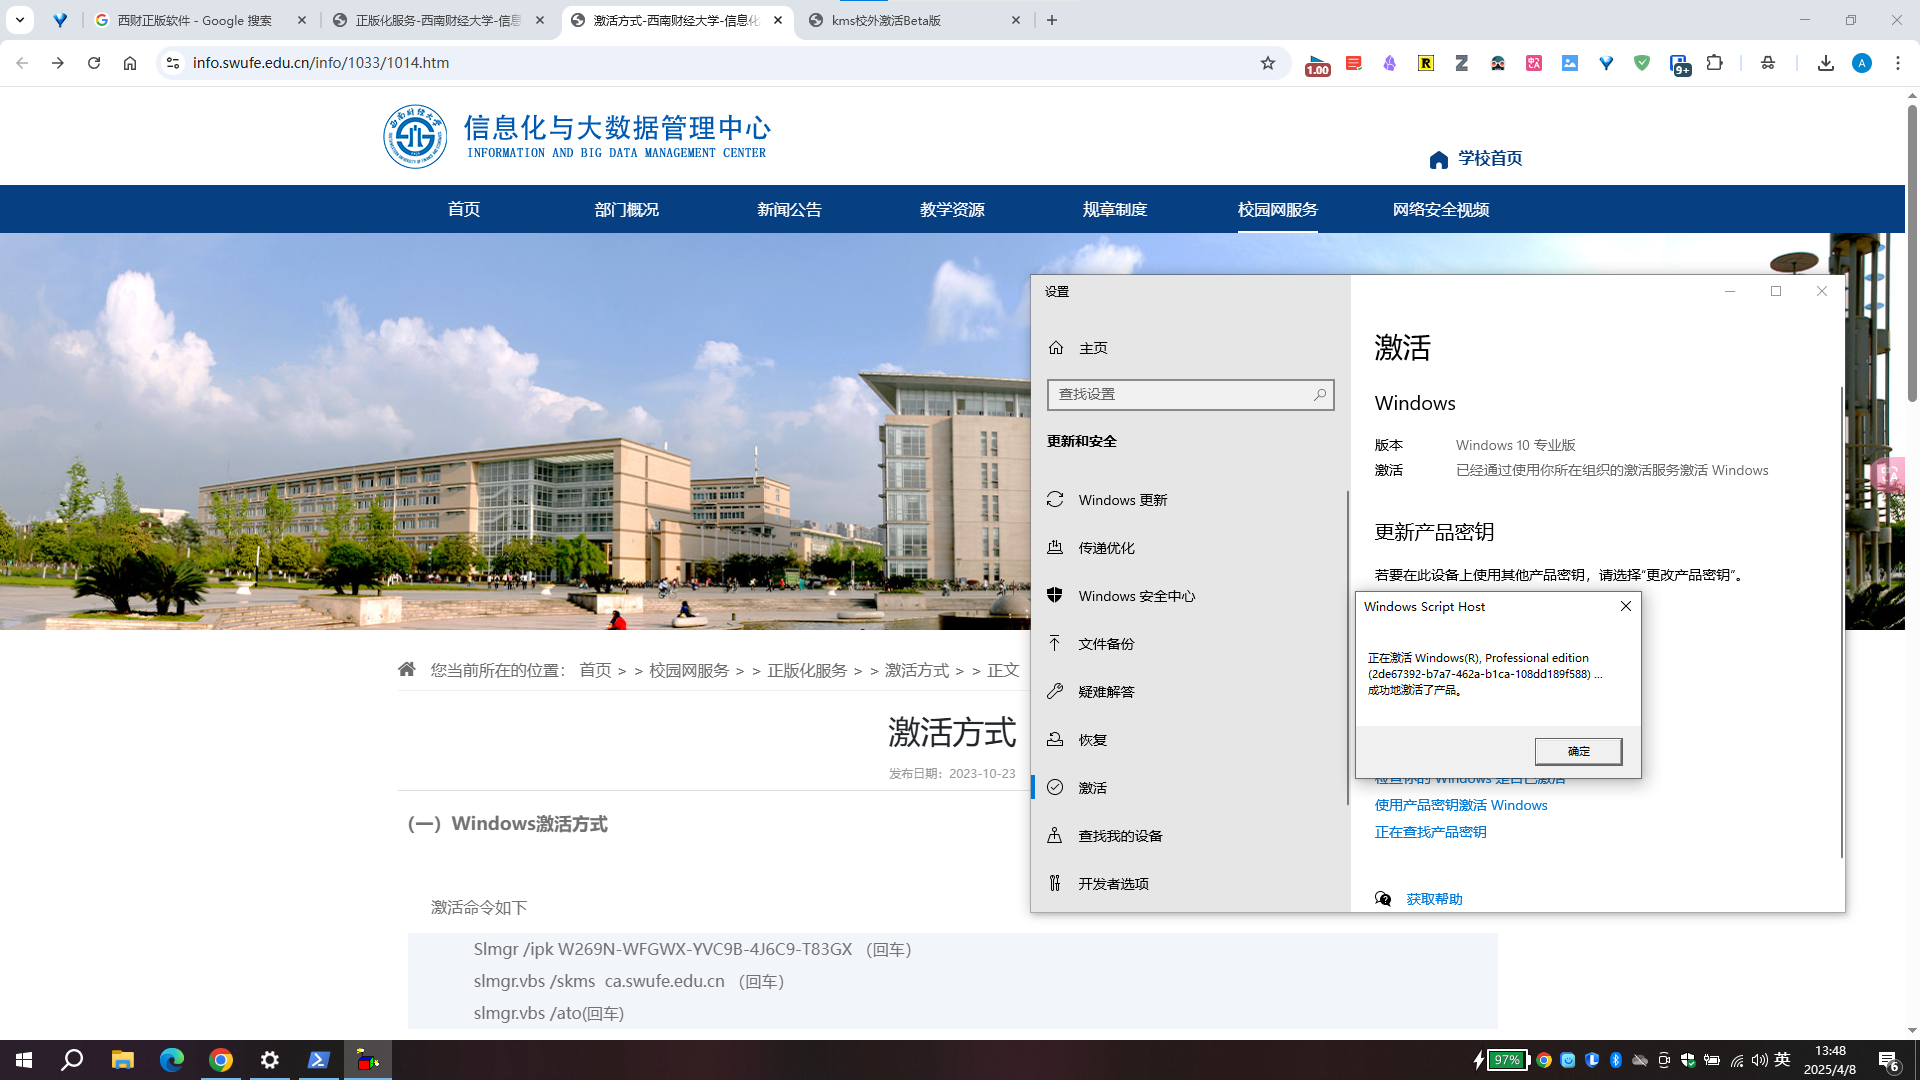 西财正版软件 - Google 搜索
正版化服务-西南财经大学-信息
激活方式-西南财经大学-信息化
kms校外激活Beta版
info.swufe.edu.cn/info/1033/1014.htm
1.00
9+
A
信息化与大数据管理中心
INFORMATION AND BIG DATA MANAGEMENT CENTER
学校首页
首页
部门概况
新闻公告
教学资源
规章制度
校园网服务
网络安全视频
您当前所在的位置： 首页 > > 校园网服务 > > 正版化服务 > > 激活方式 > > 正文
激活方式
发布日期：2023-10-23
(一）Windows激活方式
激活命令如下
Slmgr /ipk W269N-WFGWX-YVC9B-4J6C9-T83GX （回车）
slmgr.vbs /skms ca.swufe.edu.cn （回车）
slmgr.vbs /ato(回车)
设置
主页
查找设置
更新和安全
Windows 更新
传递优化
Windows 安全中心
文件备份
疑难解答
恢复
激活
查找我的设备
开发者选项
激活
Windows
版本 Windows 10 专业版
激活 已经通过使用你所在组织的激活服务激活 Windows
更新产品密钥
若要在此设备上使用其他产品密钥，请选择“更改产品密钥”。
Windows Script Host
正在激活 Windows(R), Professional edition
(2de67392-b7a7-462a-b1ca-108dd189f588) ...
成功地激活了产品。
确定
检查你的 Windows 是否已激活
使用产品密钥激活 Windows
正在查找产品密钥
获取帮助
97%
英
13:48
2025/4/8
6